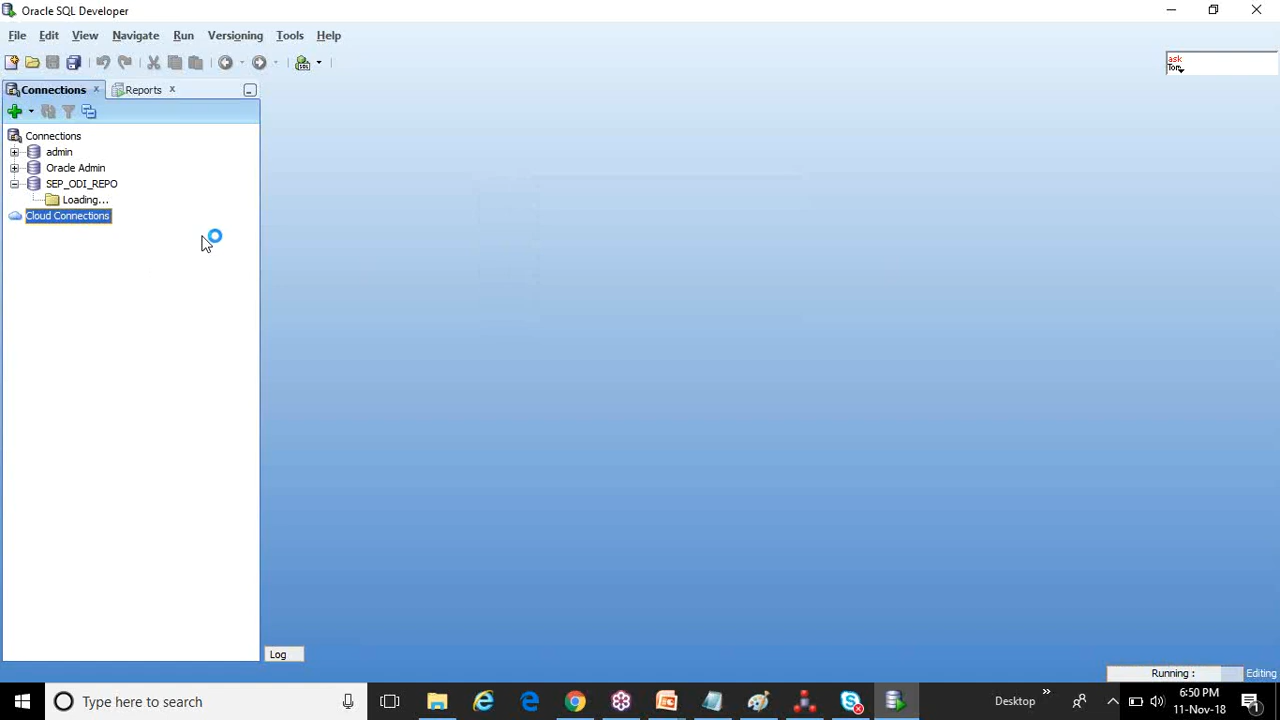 Oracle SQL Developer
File Edit View Navigate Run Versioning Tools Help
ask
Connections Reports
Connections
admin
Oracle Admin
SEP_ODI_REPO
Loading...
Cloud Connections
Log
Running : Editing
Type here to search
Desktop
6:50 PM
11-Nov-18